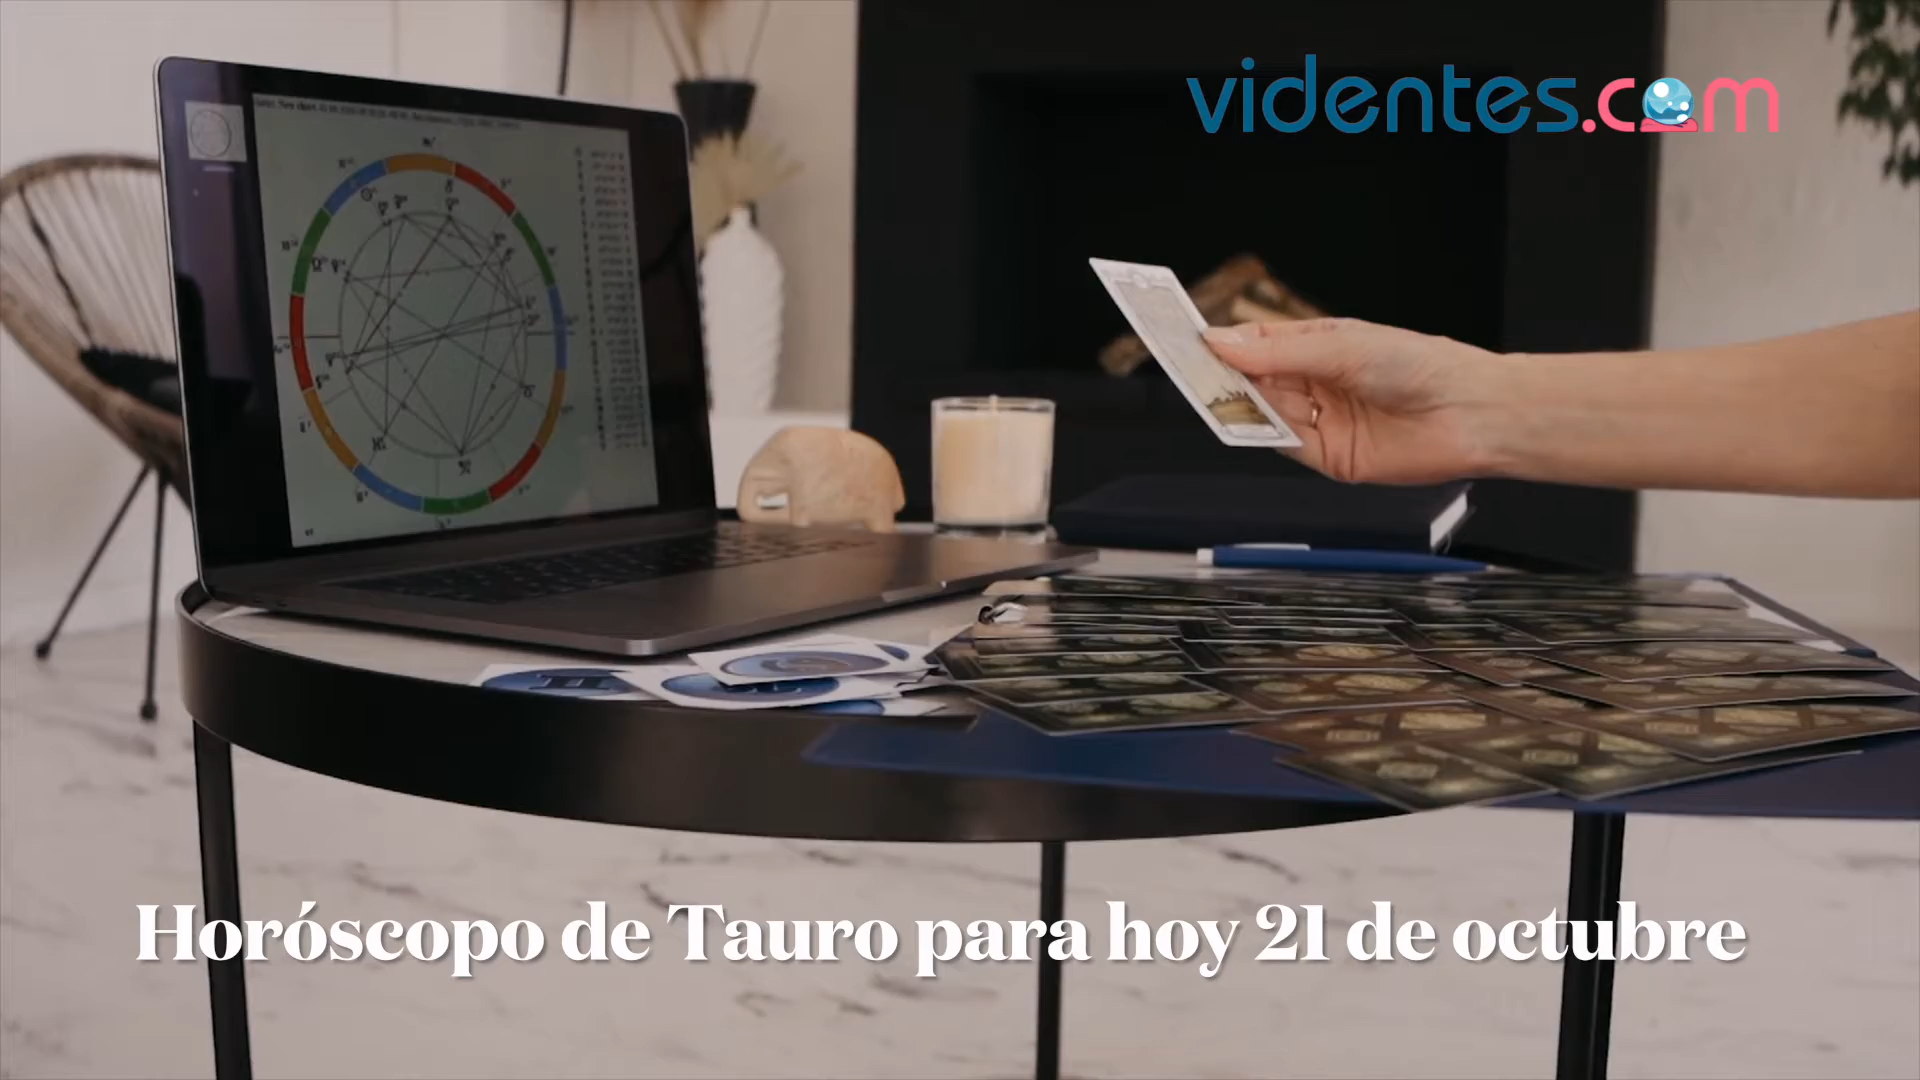 videntes.com
Horóscopo de Tauro para hoy 21 de octubre